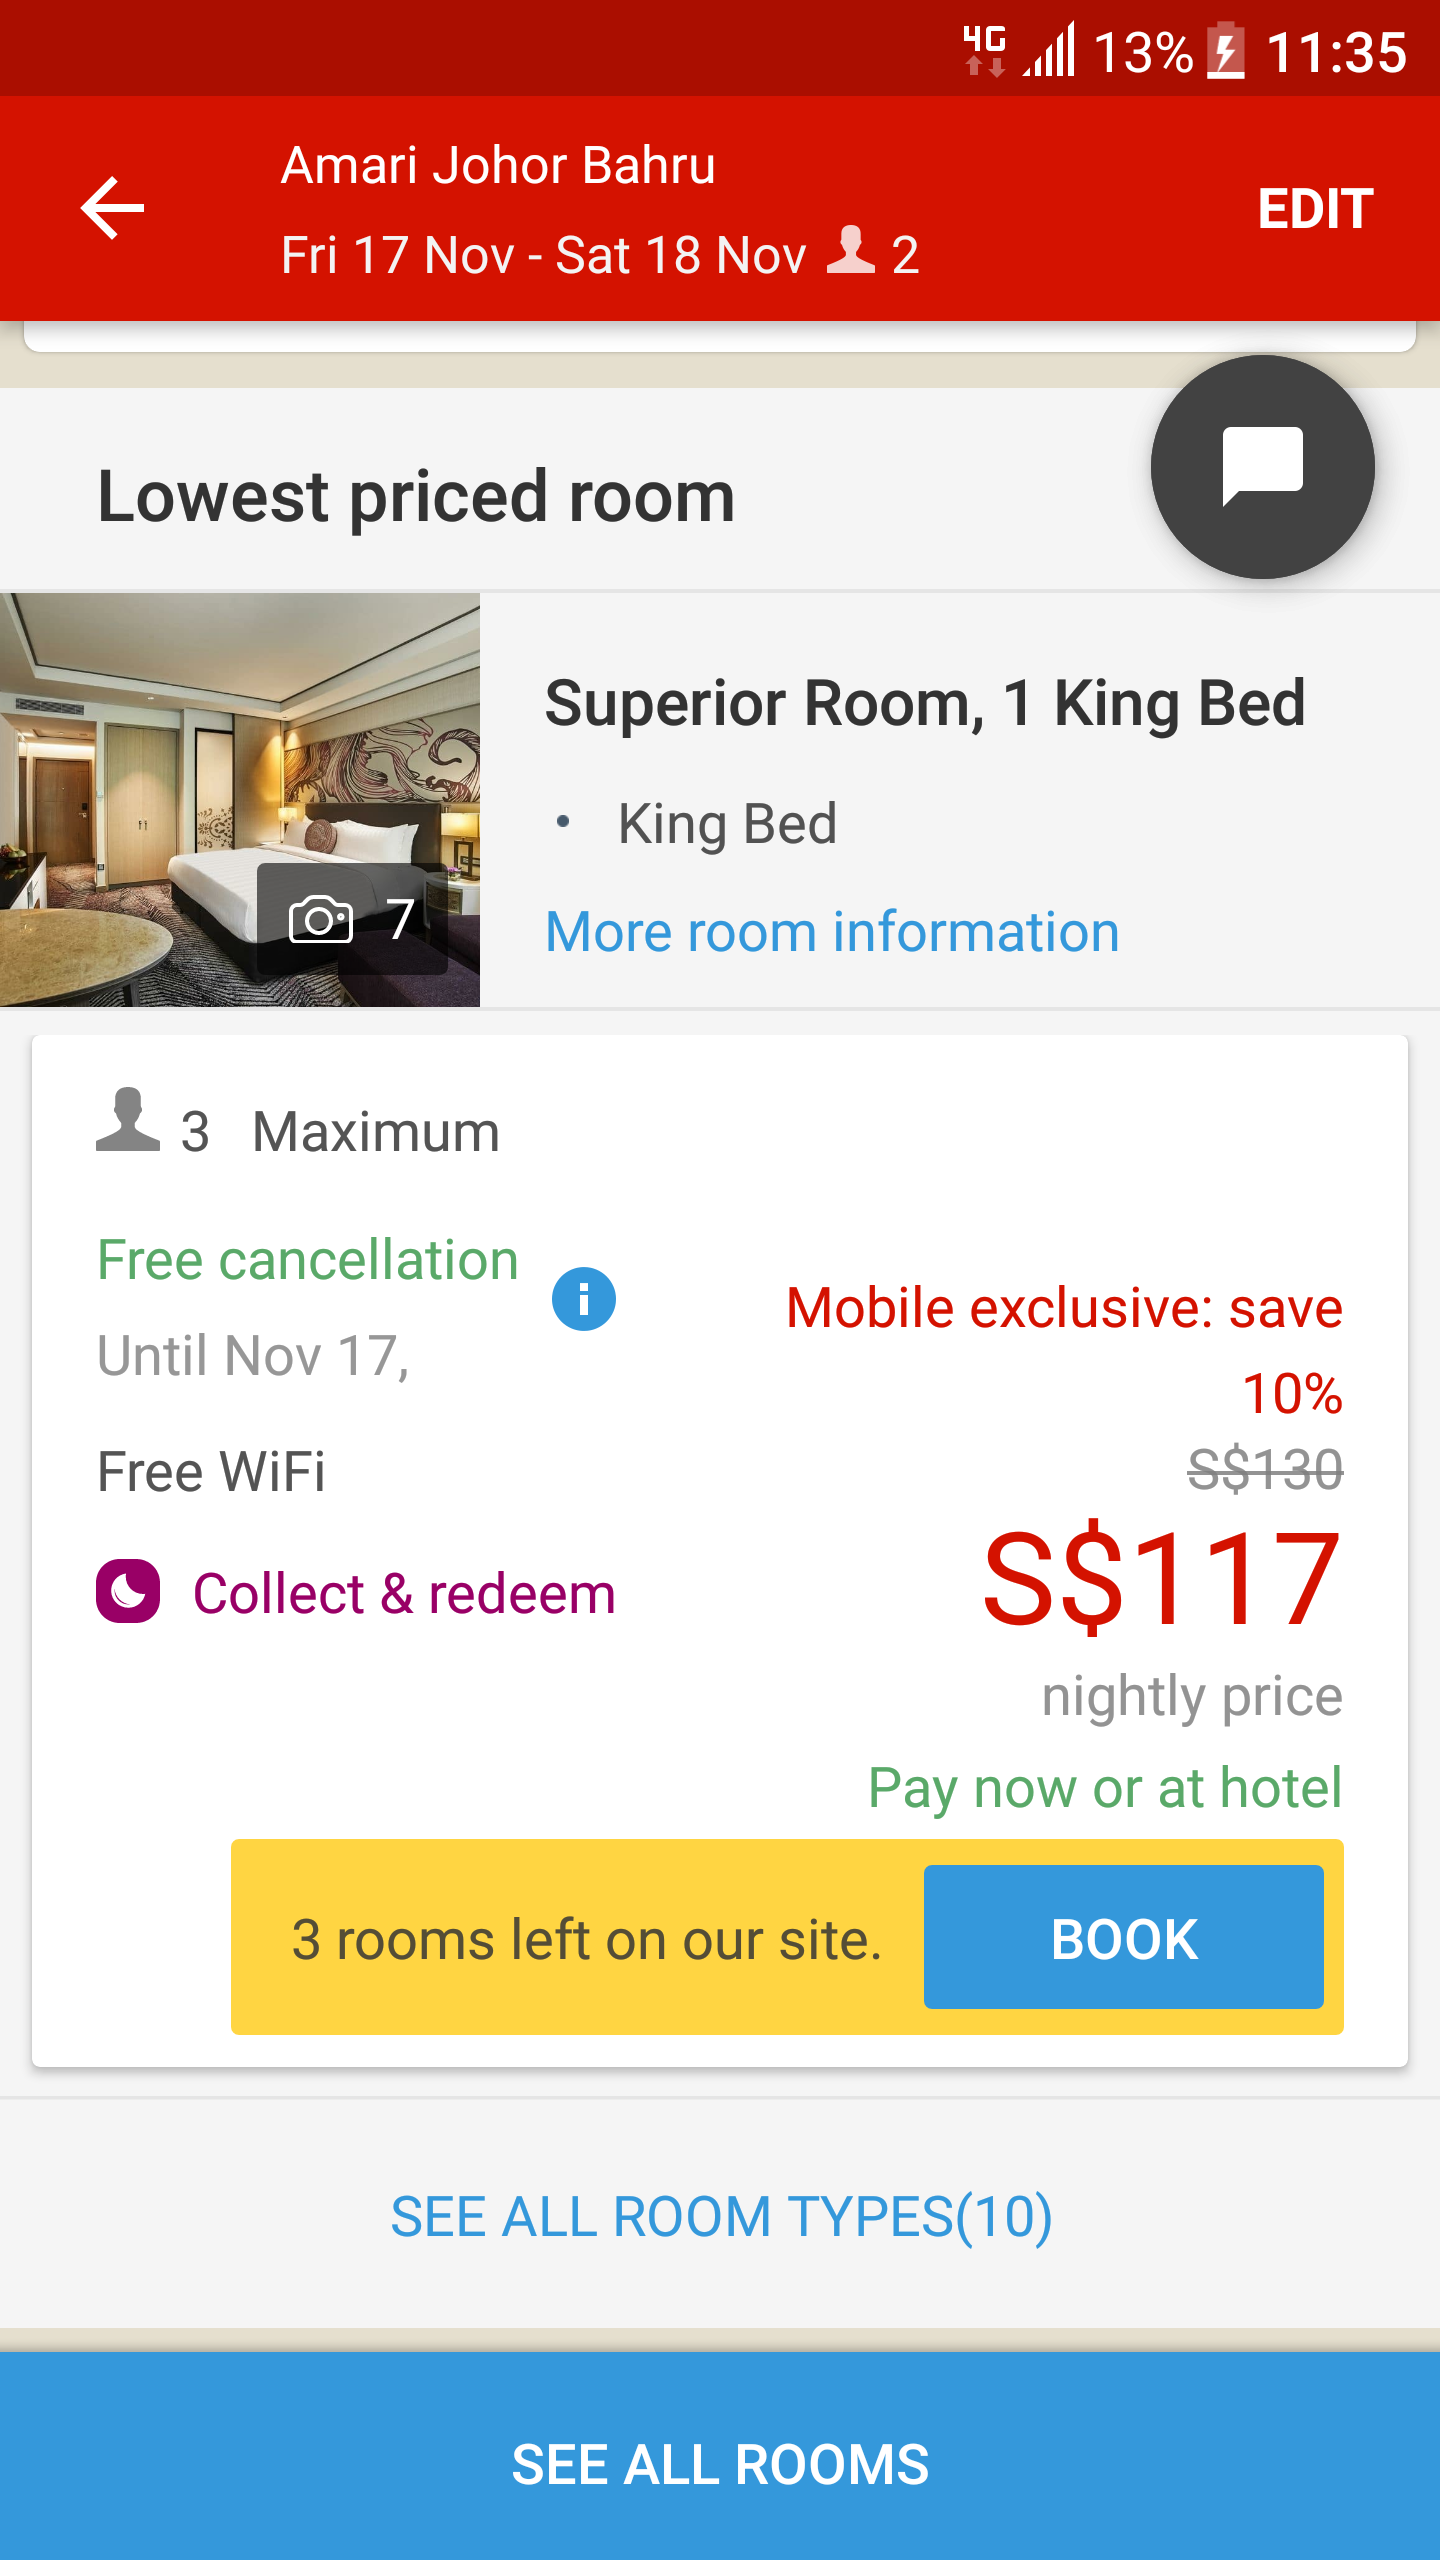 4G 13% 11:35
Amari Johor Bahru
EDIT
Fri 17 Nov - Sat 18 Nov 2
Lowest priced room
Superior Room, 1 King Bed
• King Bed
7
More room information
3 Maximum
Free cancellation
Until Nov 17,
Mobile exclusive: save
10%
Free WiFi
S$130
S$117
Collect & redeem
nightly price
Pay now or at hotel
3 rooms left on our site.
BOOK
SEE ALL ROOM TYPES(10)
SEE ALL ROOMS